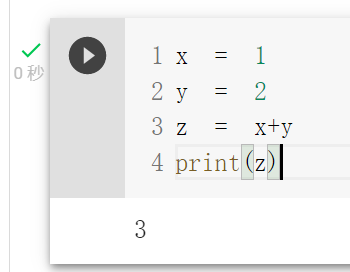 0 秒
1 x = 1
2 y = 2
3 z = x+y
4 print(z)
3